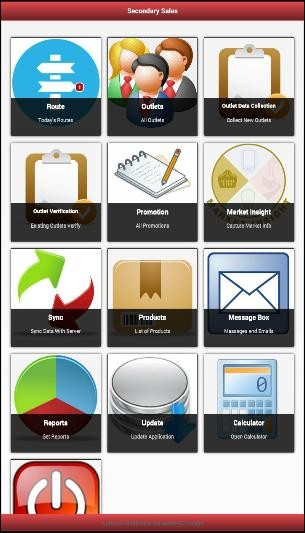 Secondary Sales
Route
Today's Routes
Outlets
All Outlets
Outlet Data Collection
Collect New Outlets
Outlet Verification
Existing Outlets Verify
Promotion
All Promotions
Market Insight
Capture Market Info
Sync
Sync Data With Server
Products
List of Products
Message Box
Messages and Emails
0
Reports
Get Reports
Update
Update Application
Calculator
Open Calculator